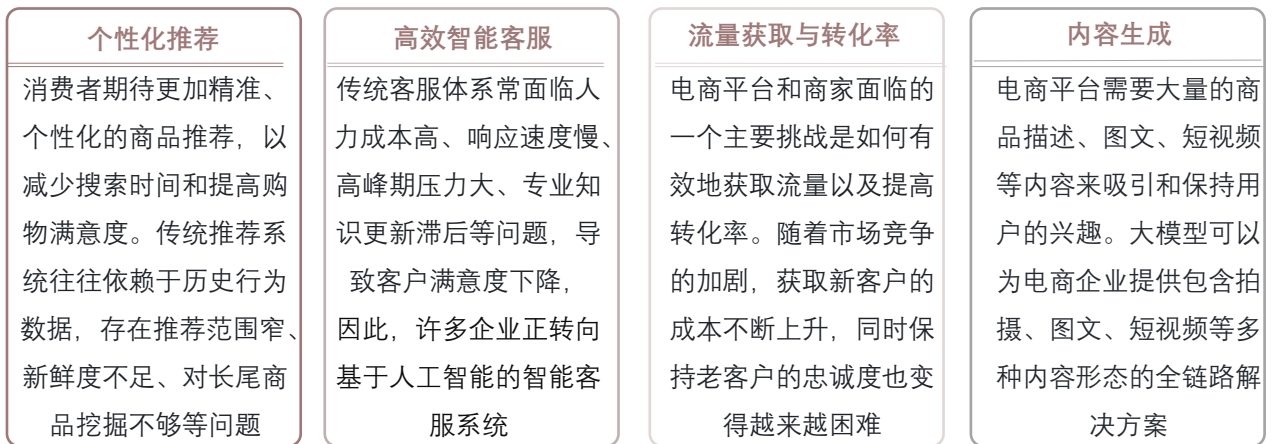 个性化推荐
消费者期待更加精准、
个性化的商品推荐，以
减少搜索时间和提高购
物满意度。传统推荐系
统往往依赖于历史行为
数据，存在推荐范围窄、
新鲜度不足、对长尾商
品挖掘不够等问题
高效智能客服
传统客服体系常面临人
力成本高、响应速度慢、
高峰期压力大、专业知
识更新滞后等问题，导
致客户满意度下降，
因此，许多企业正转向
基于人工智能的智能客
服系统
流量获取与转化率
电商平台和商家面临的
一个主要挑战是如何有
效地获取流量以及提高
转化率。随着市场竞争
的加剧，获取新客户的
成本不断上升，同时保
持老客户的忠诚度也变
得越来越困难
内容生成
电商平台需要大量的商
品描述、图文、短视频
等内容来吸引和保持用
户的兴趣。大模型可以
为电商企业提供包含拍
摄、图文、短视频等多
种内容形态的全链路解
决方案